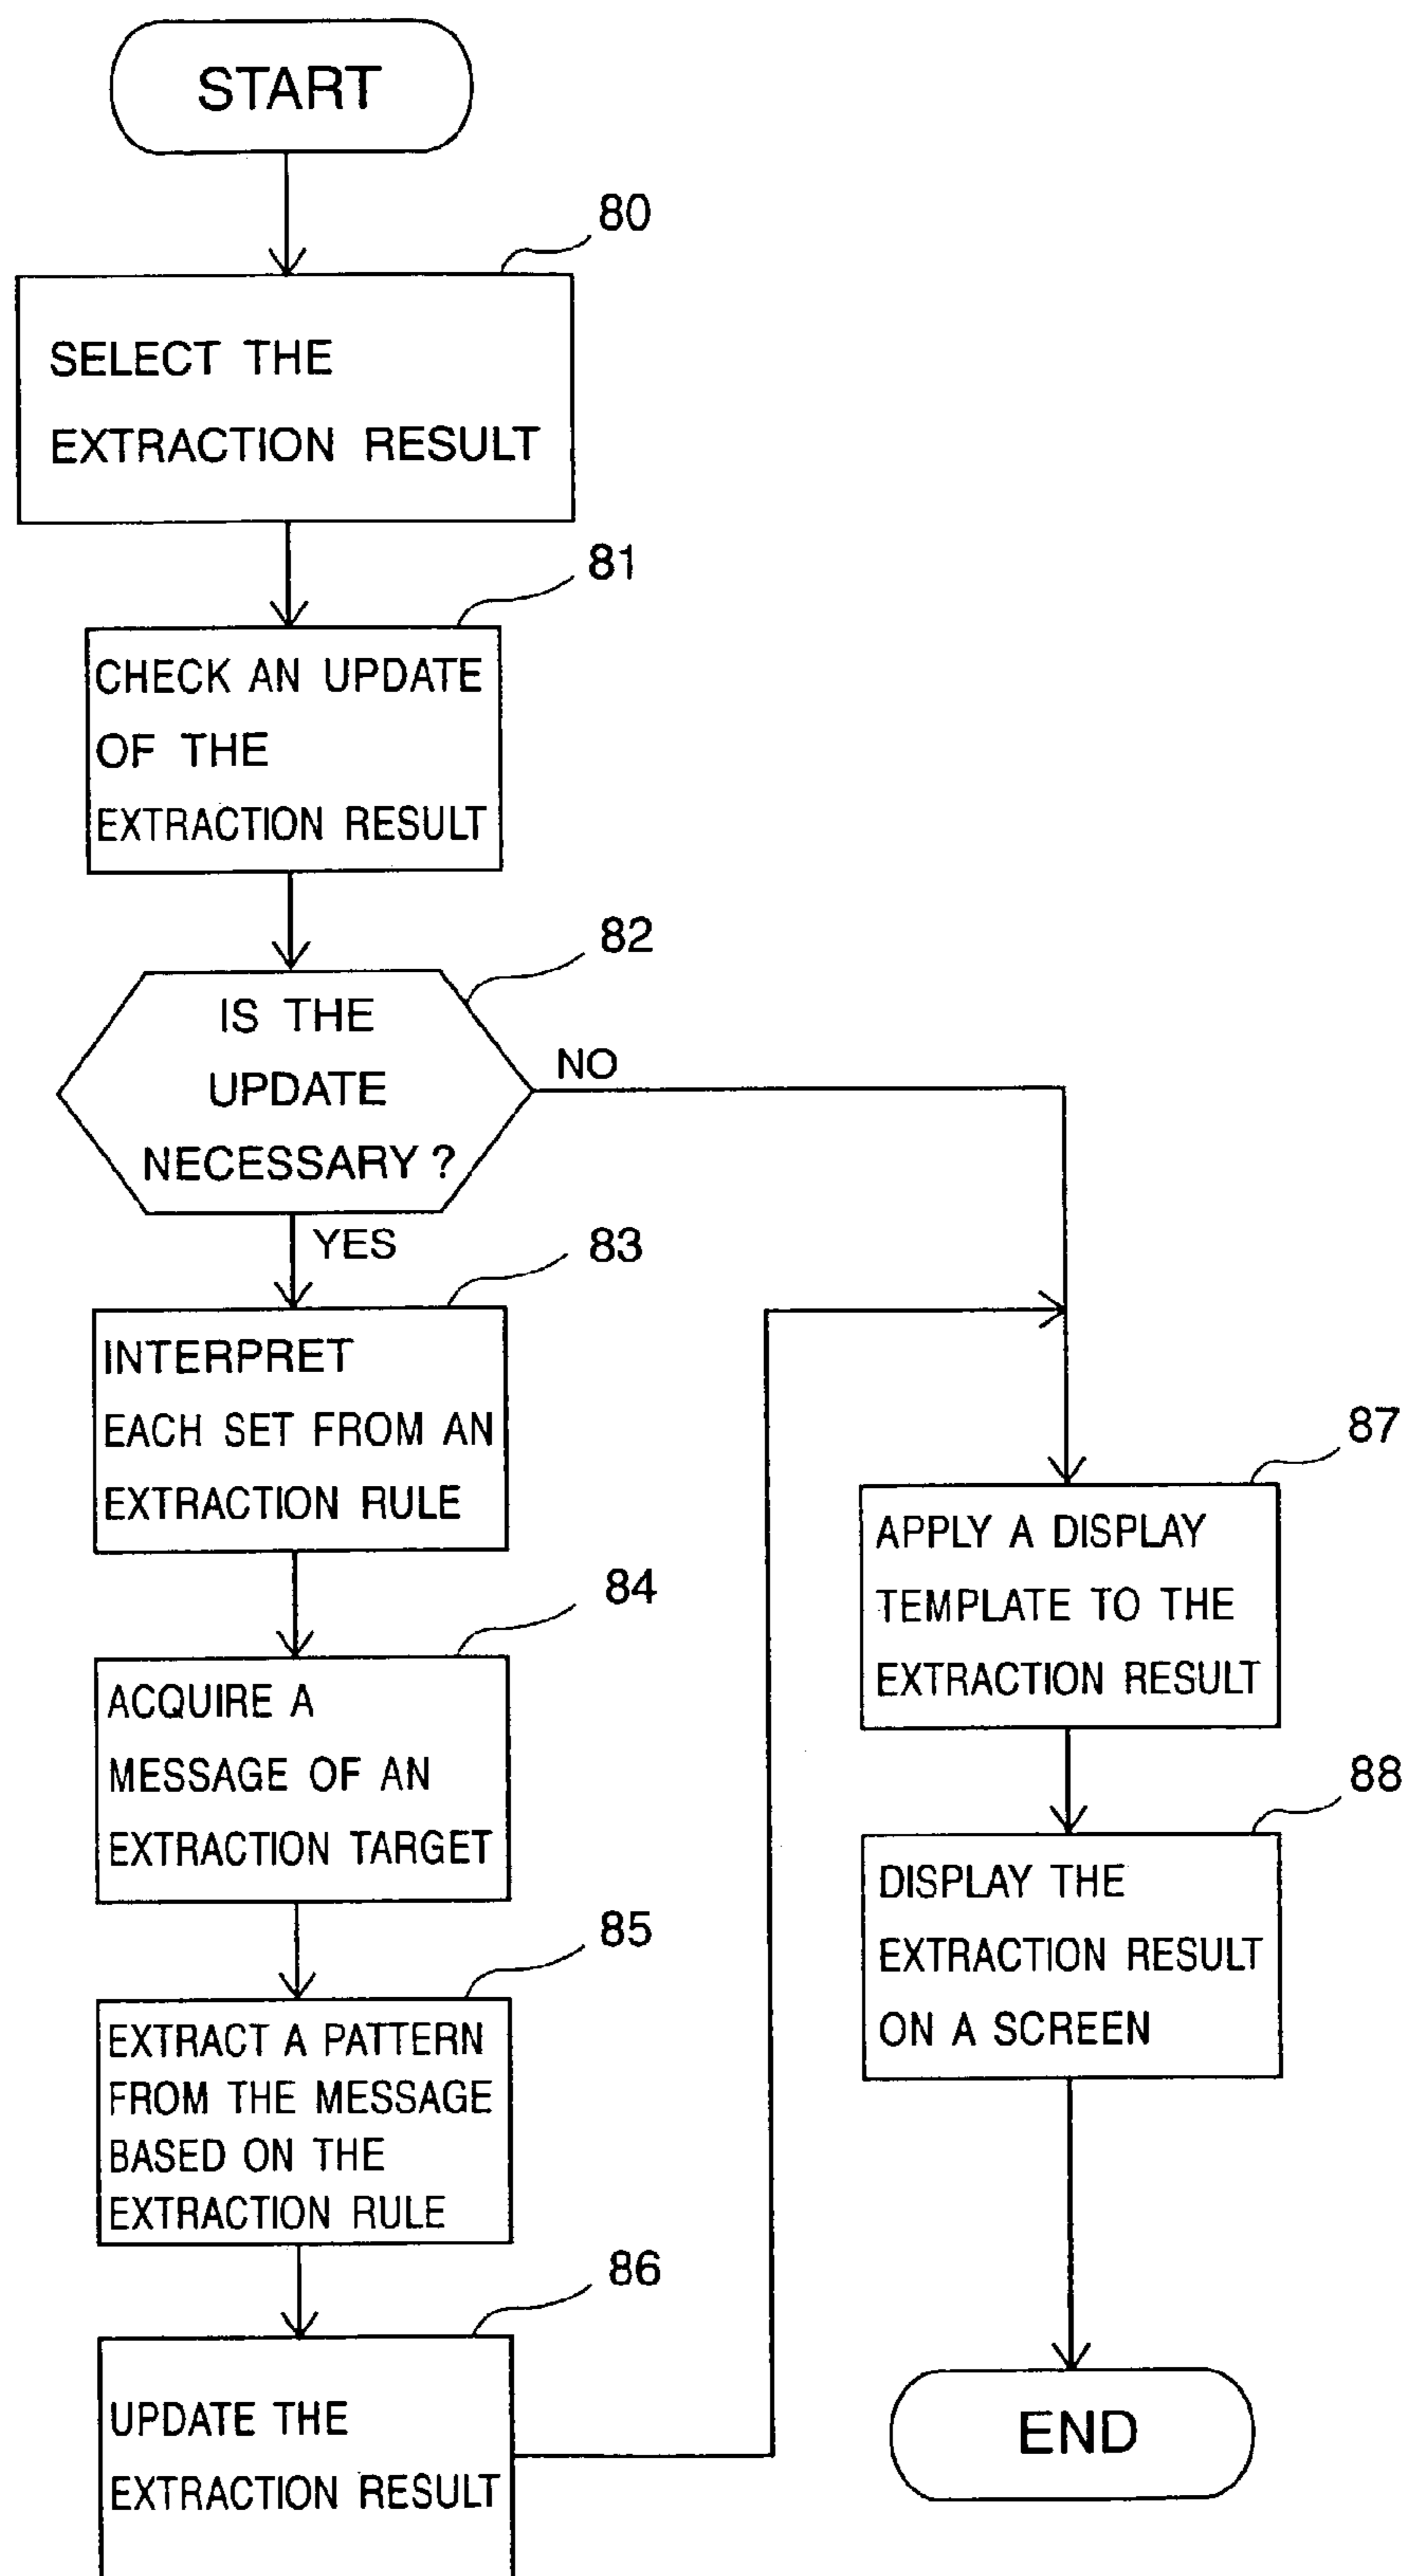 START
80
SELECT THE
EXTRACTION RESULT
81
CHECK AN UPDATE
OF THE
EXTRACTION RESULT
82
IS THE
UPDATE
NECESSARY ?
NO
YES
83
INTERPRET
EACH SET FROM AN
EXTRACTION RULE
84
ACQUIRE A
MESSAGE OF AN
EXTRACTION TARGET
85
EXTRACT A PATTERN
FROM THE MESSAGE
BASED ON THE
EXTRACTION RULE
86
UPDATE THE
EXTRACTION RESULT
87
APPLY A DISPLAY
TEMPLATE TO THE
EXTRACTION RESULT
88
DISPLAY THE
EXTRACTION RESULT
ON A SCREEN
END